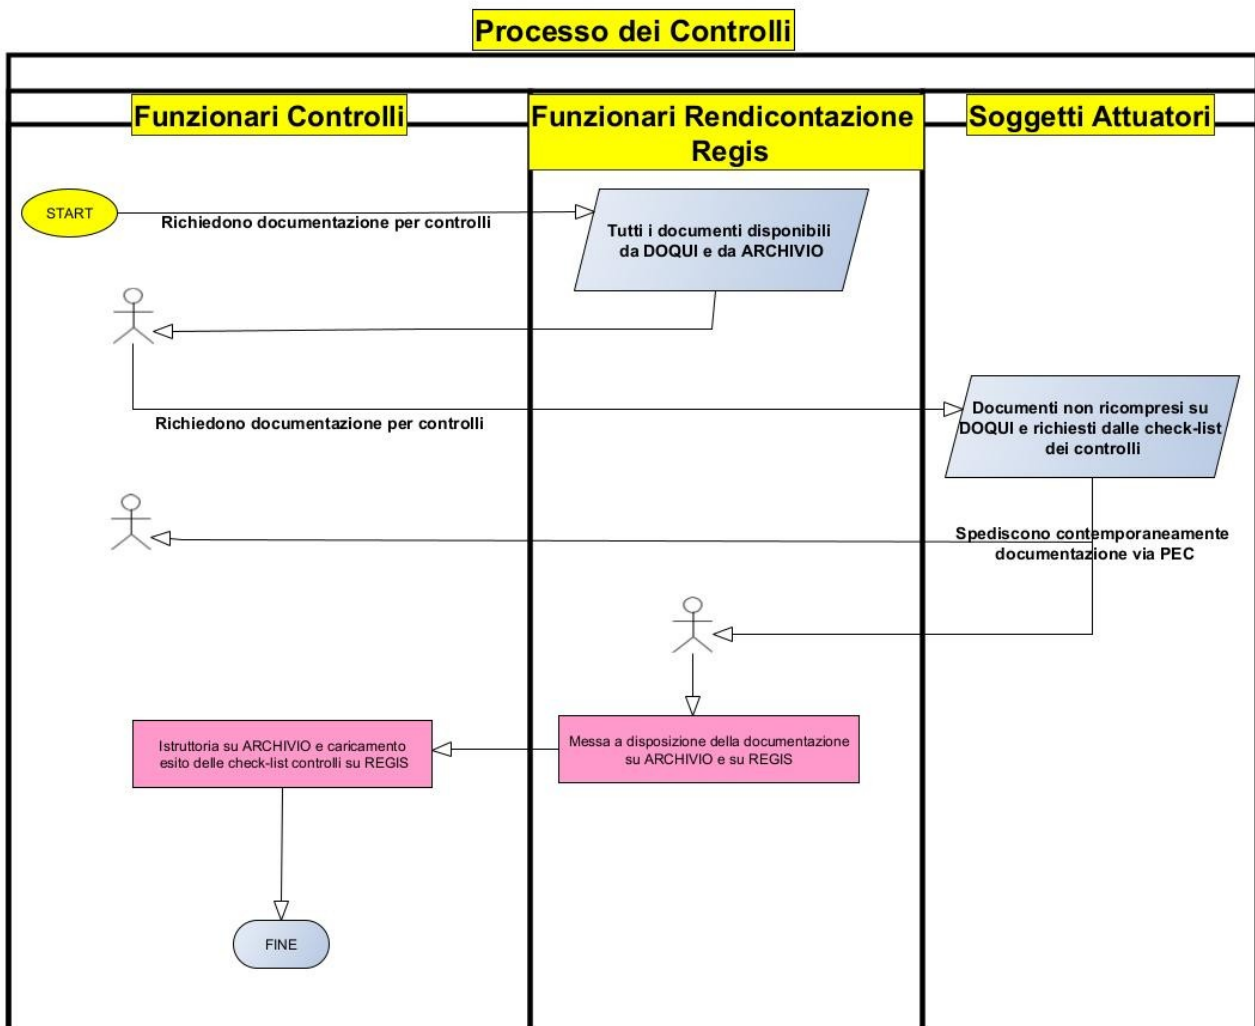 Processo dei Controlli
Funzionari Controlli
Funzionari Rendicontazione
Regis
Soggetti Attuatori
START
Richiedono documentazione per controlli
Tutti i documenti disponibili
da DOQUI e da ARCHIVIO
Richiedono documentazione per controlli
Documenti non ricompresi su
DOQUI e richiesti dalle check-list
dei controlli
Spediscono contemporaneamente
documentazione via PEC
Istruttoria su ARCHIVIO e caricamento
esito delle check-list controlli su REGIS
Messa a disposizione della documentazione
su ARCHIVIO e su REGIS
FINE